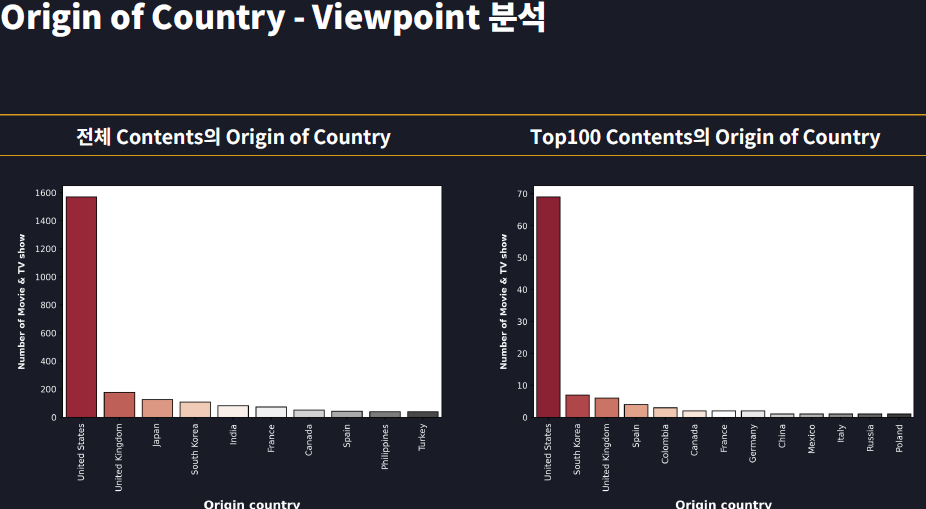 Origin of Country - Viewpoint 분석
전체 Contents의 Origin of Country
Top100 Contents의 Origin of Country
Number of Movie & TV show
1600
1400
1200
1000
800
600
400
200
0
United States
United Kingdom
Japan
South Korea
India
France
Canada
Spain
Philippines
Turkey
Origin country
Number of Movie & TV show
70
60
50
40
30
20
10
0
United States
South Korea
United Kingdom
Spain
Colombia
Canada
France
Germany
China
Mexico
Italy
Russia
Poland
Origin country